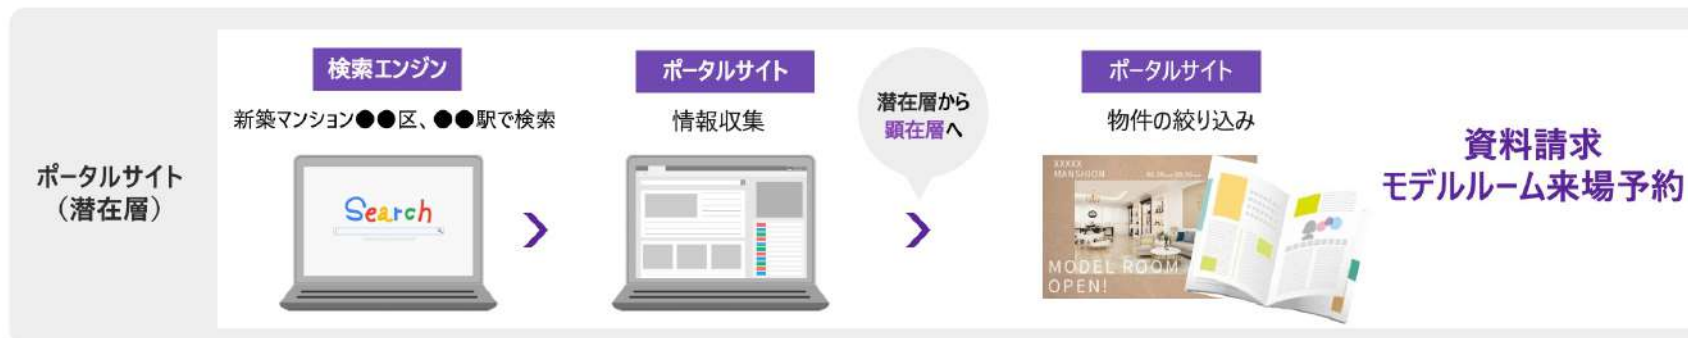 ポータルサイト
（潜在層）
検索エンジン
新築マンション●●区、●●駅で検索
Search
ポータルサイト
情報収集
潜在層から
顕在層へ
ポータルサイト
物件の絞り込み
XXXXX
MANSHION
MODEL ROOM
OPEN!
資料請求
モデルルーム来場予約